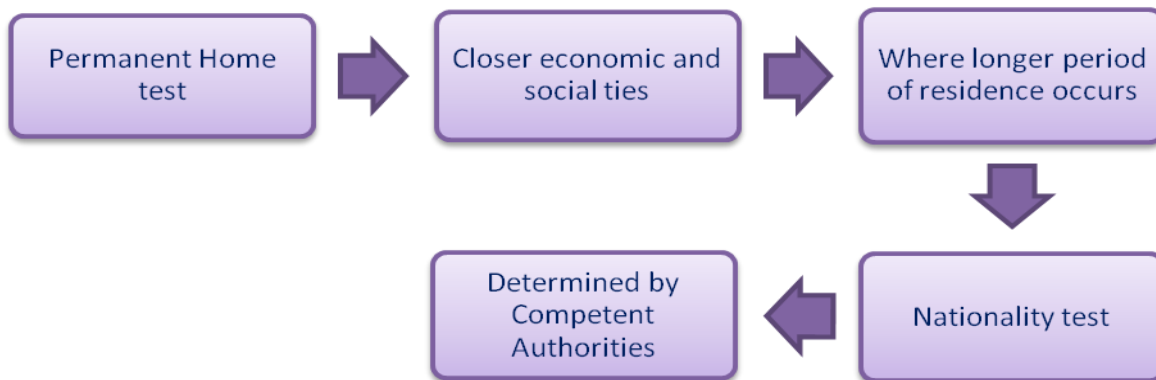 Permanent Home
test
Closer economic and
social ties
Where longer period
of residence occurs
Nationality test
Determined by
Competent
Authorities